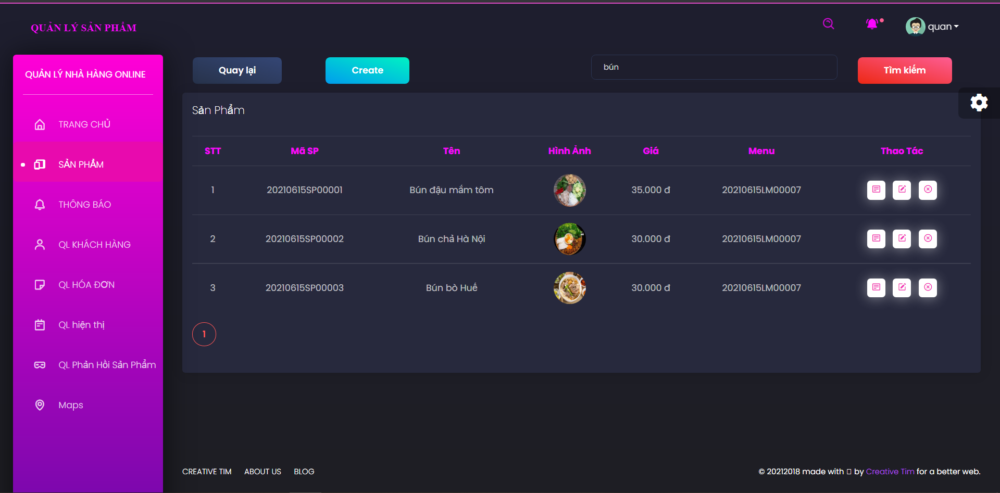 QUẢN LÝ SẢN PHẨM
quan
QUẢN LÝ NHÀ HÀNG ONLINE
TRANG CHỦ
SẢN PHẨM
THÔNG BÁO
QL KHÁCH HÀNG
QL HÓA ĐƠN
QL hiện thị
QL Phản Hồi Sản Phẩm
Maps
Quay lại Create bún Tìm kiếm
Sản Phẩm
STT Mã SP Tên Hình Ảnh Giá Menu Thao Tác
1 20210615SP00001 Bún đậu mắm tôm 35.000 đ 20210615LM00007
2 20210615SP00002 Bún chả Hà Nội 30.000 đ 20210615LM00007
3 20210615SP00003 Bún bò Huế 30.000 đ 20210615LM00007
1
CREATIVE TIM ABOUT US BLOG
© 20212018 made with by Creative Tim for a better web.